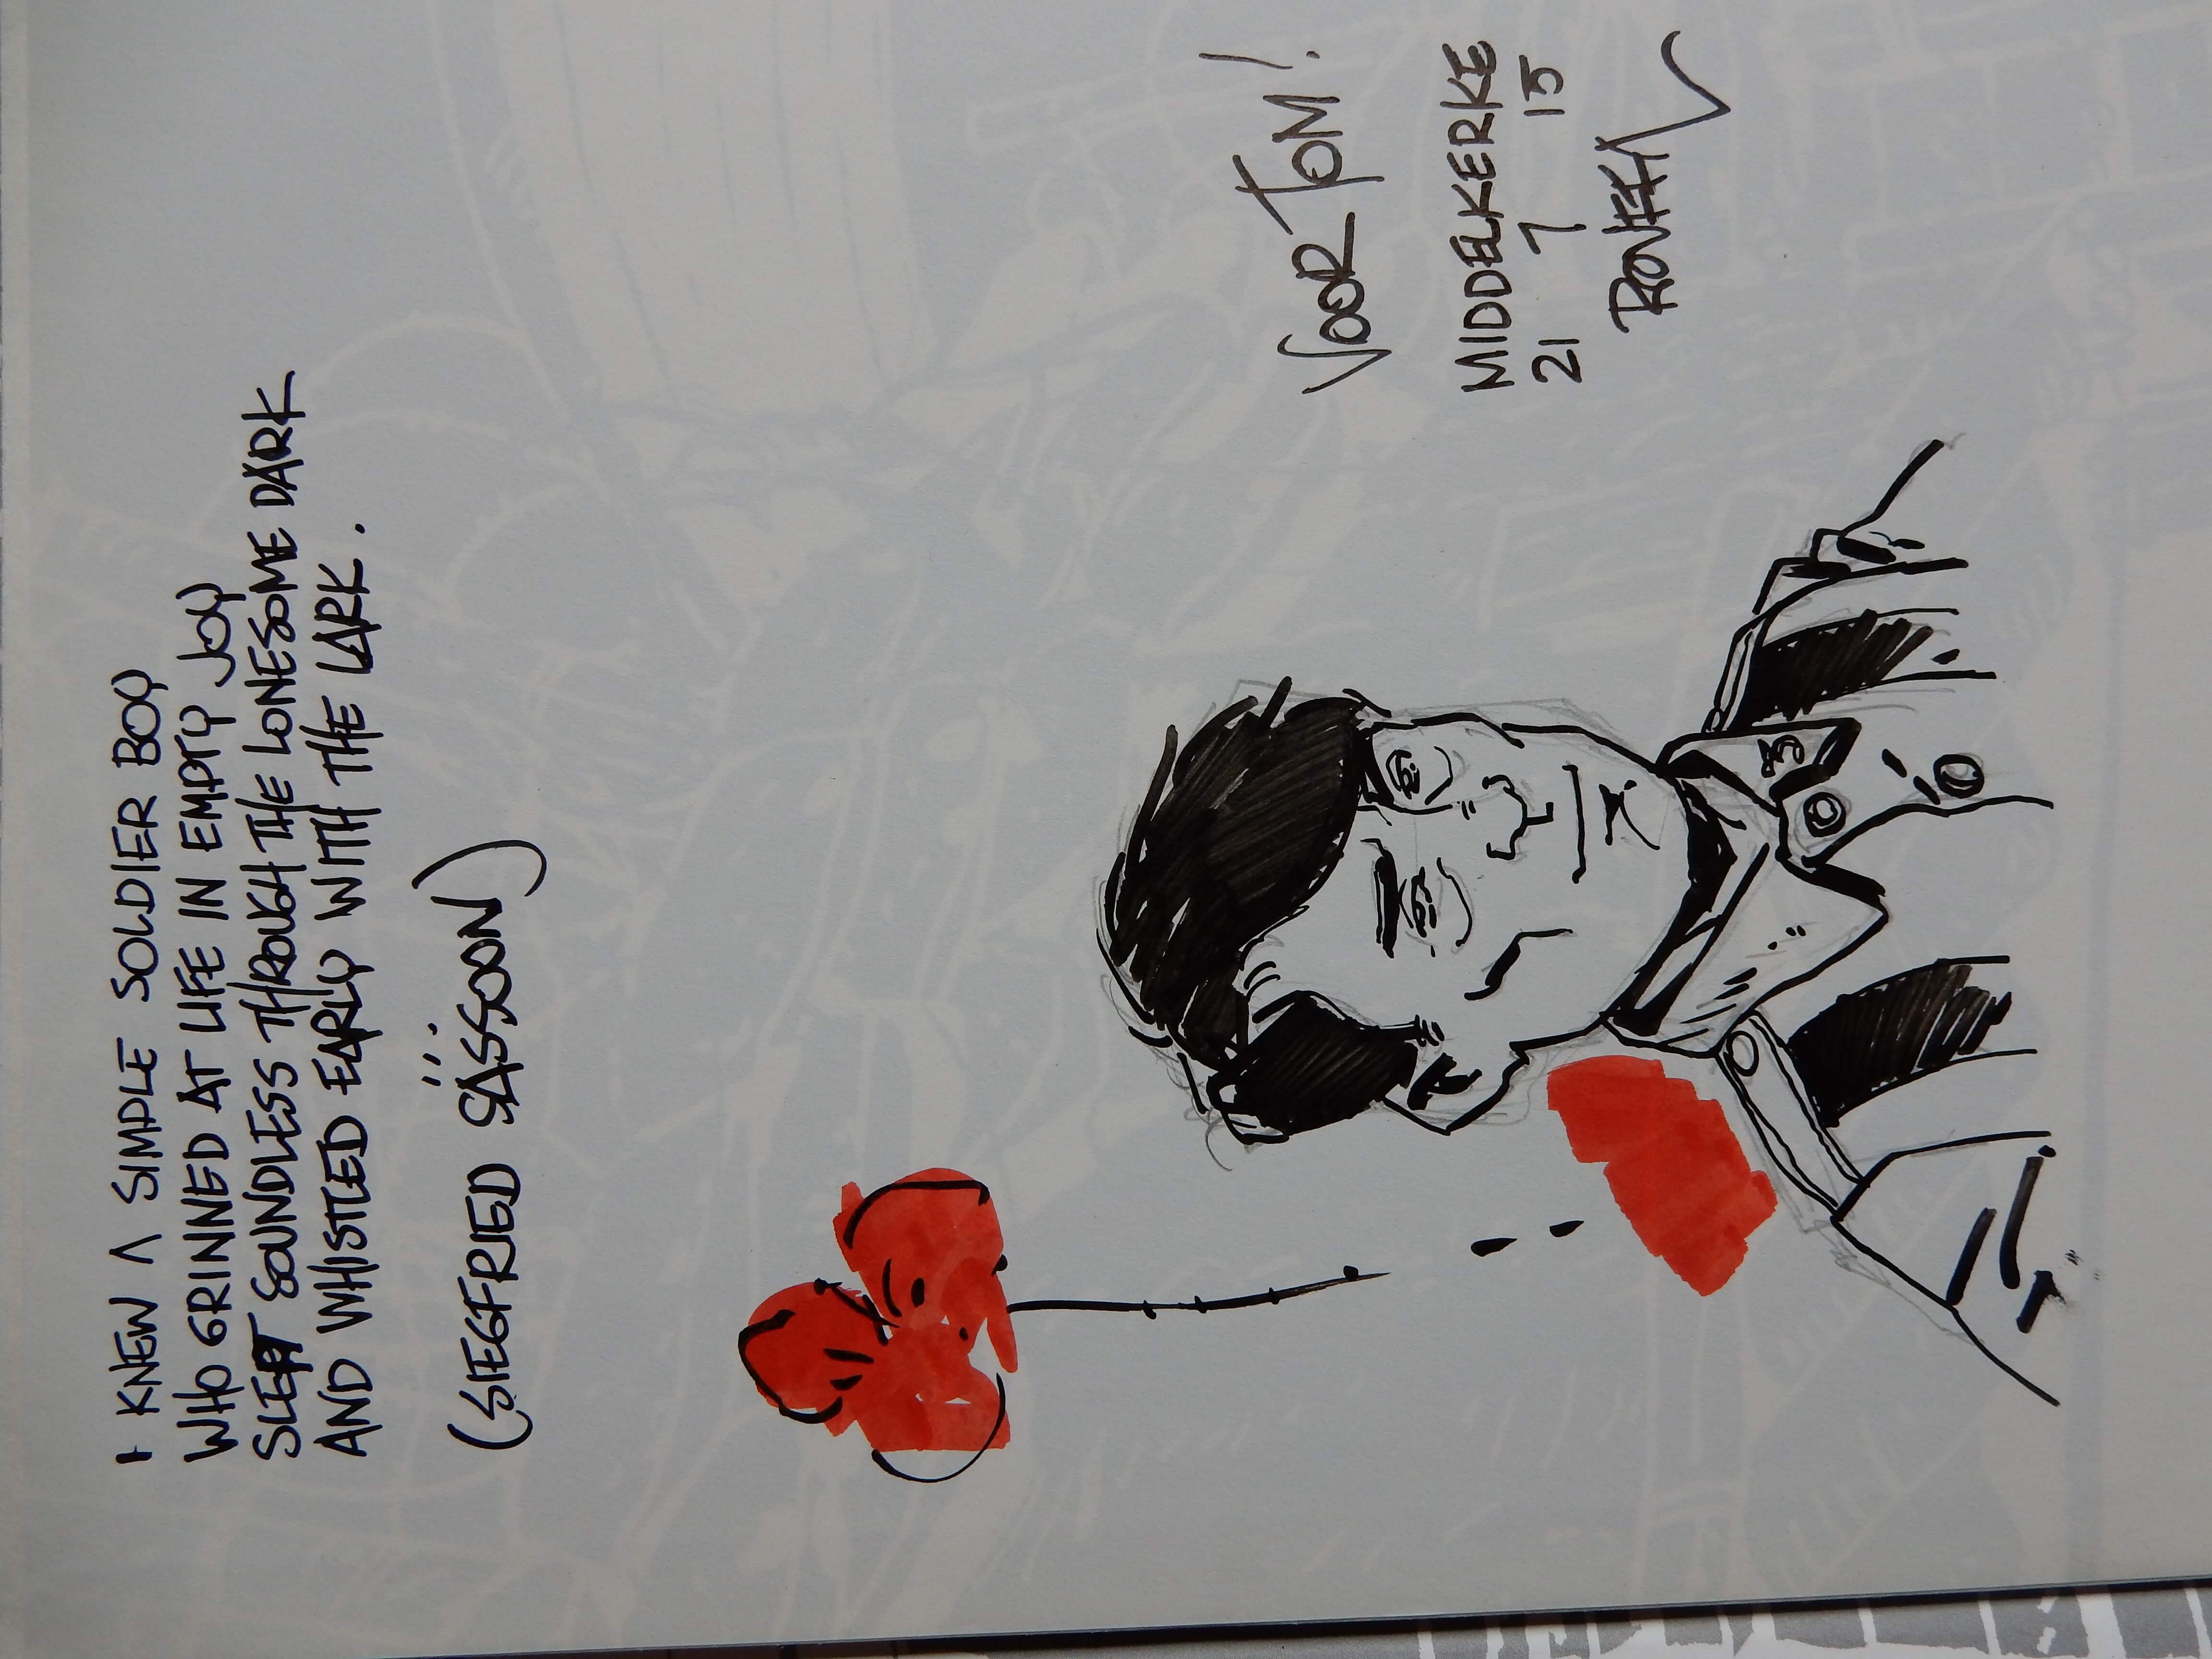 I KNEW A SIMPLE SOLDIER BOY
WHO GRINNED AT LIFE IN EMPTY JOY
SLEPT SOUNDLESS THROUGH THE LONESOME DARK
AND WHISTLED EARLY WITH THE LARK.
...
(SIEGFRIED SASSOON)
VOOR TOM!
MIDDELKERKE
21 7 15
3